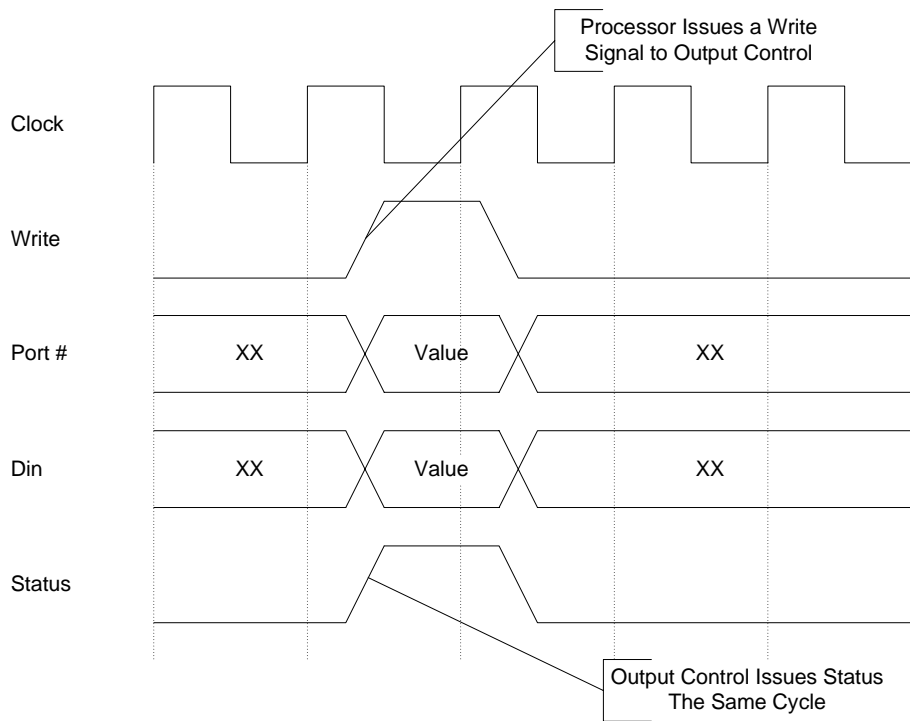 Processor Issues a Write
Signal to Output Control
Clock
Write
Port #
XX
Value
XX
Din
XX
Value
XX
Status
Output Control Issues Status
The Same Cycle